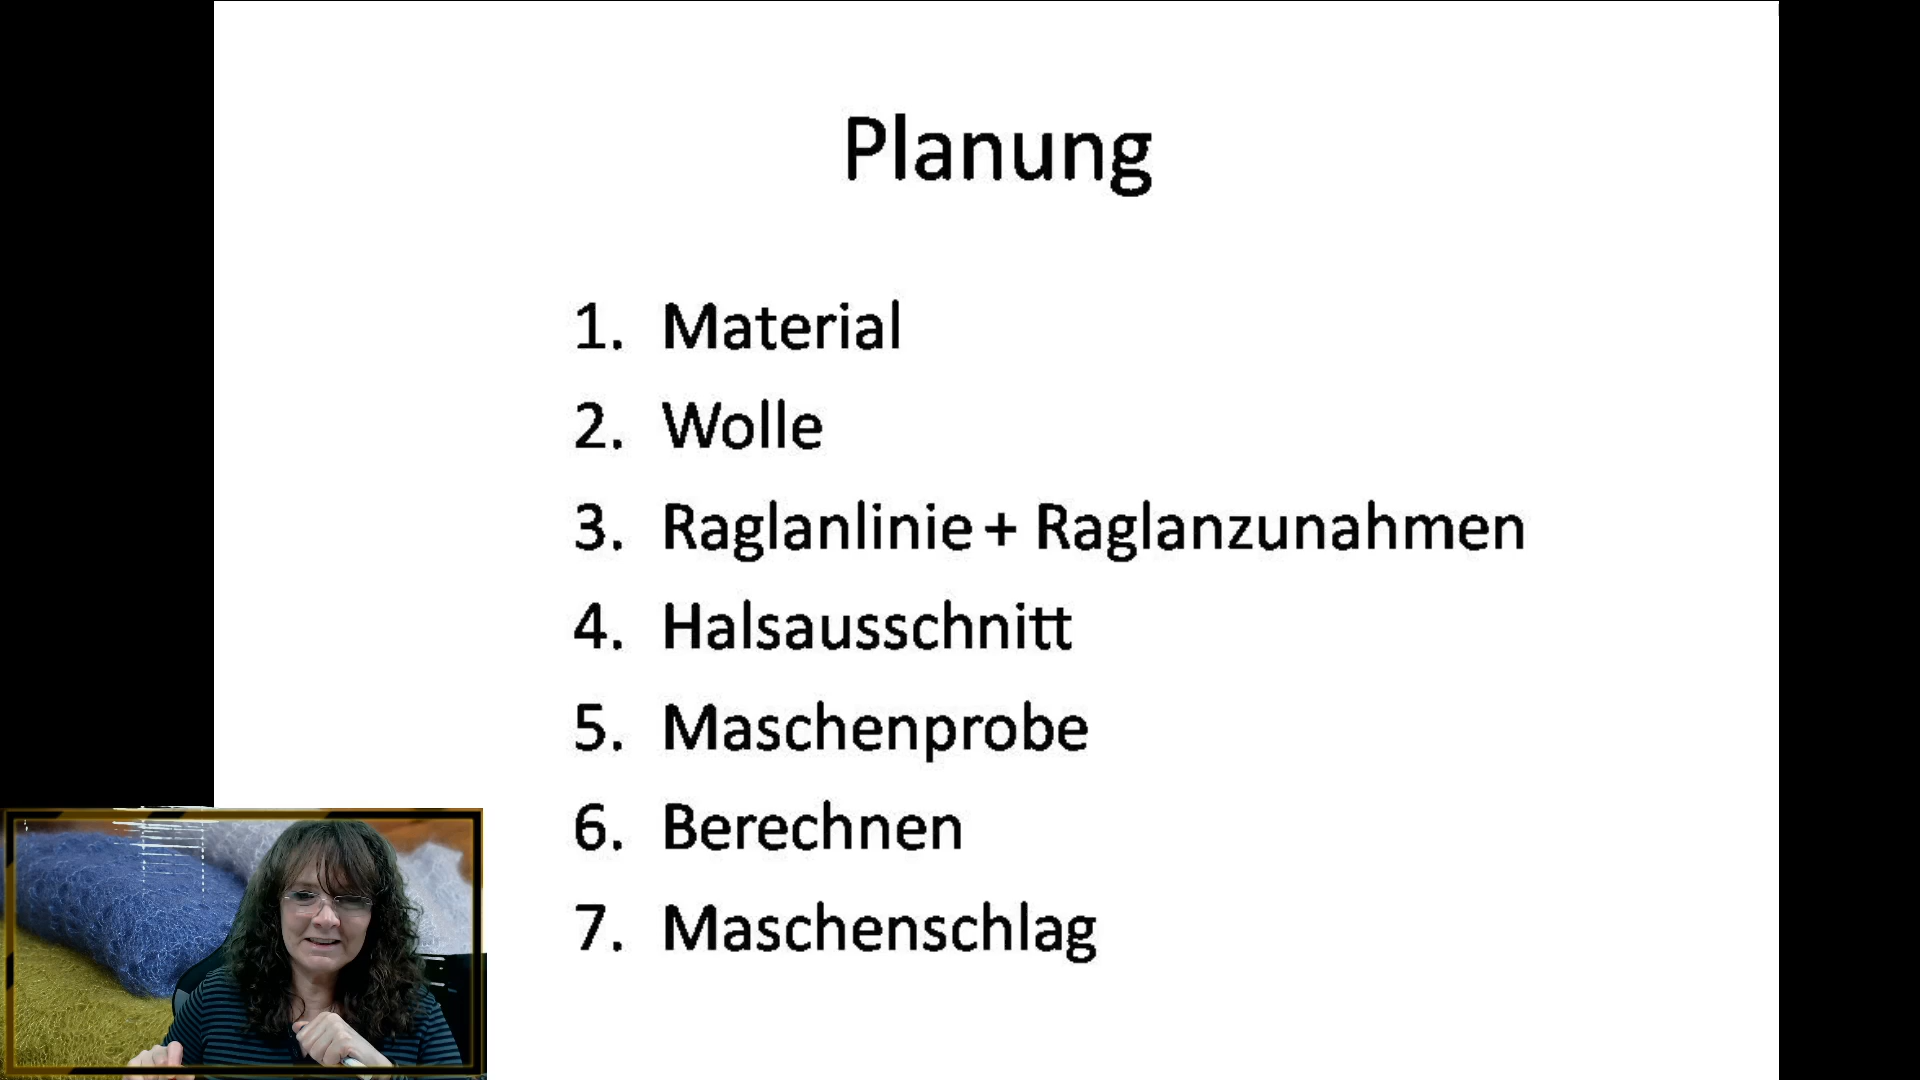 Planung
1. Material
2. Wolle
3. Raglanlinie + Raglanzunahmen
4. Halsausschnitt
5. Maschenprobe
6. Berechnen
7. Maschenschlag